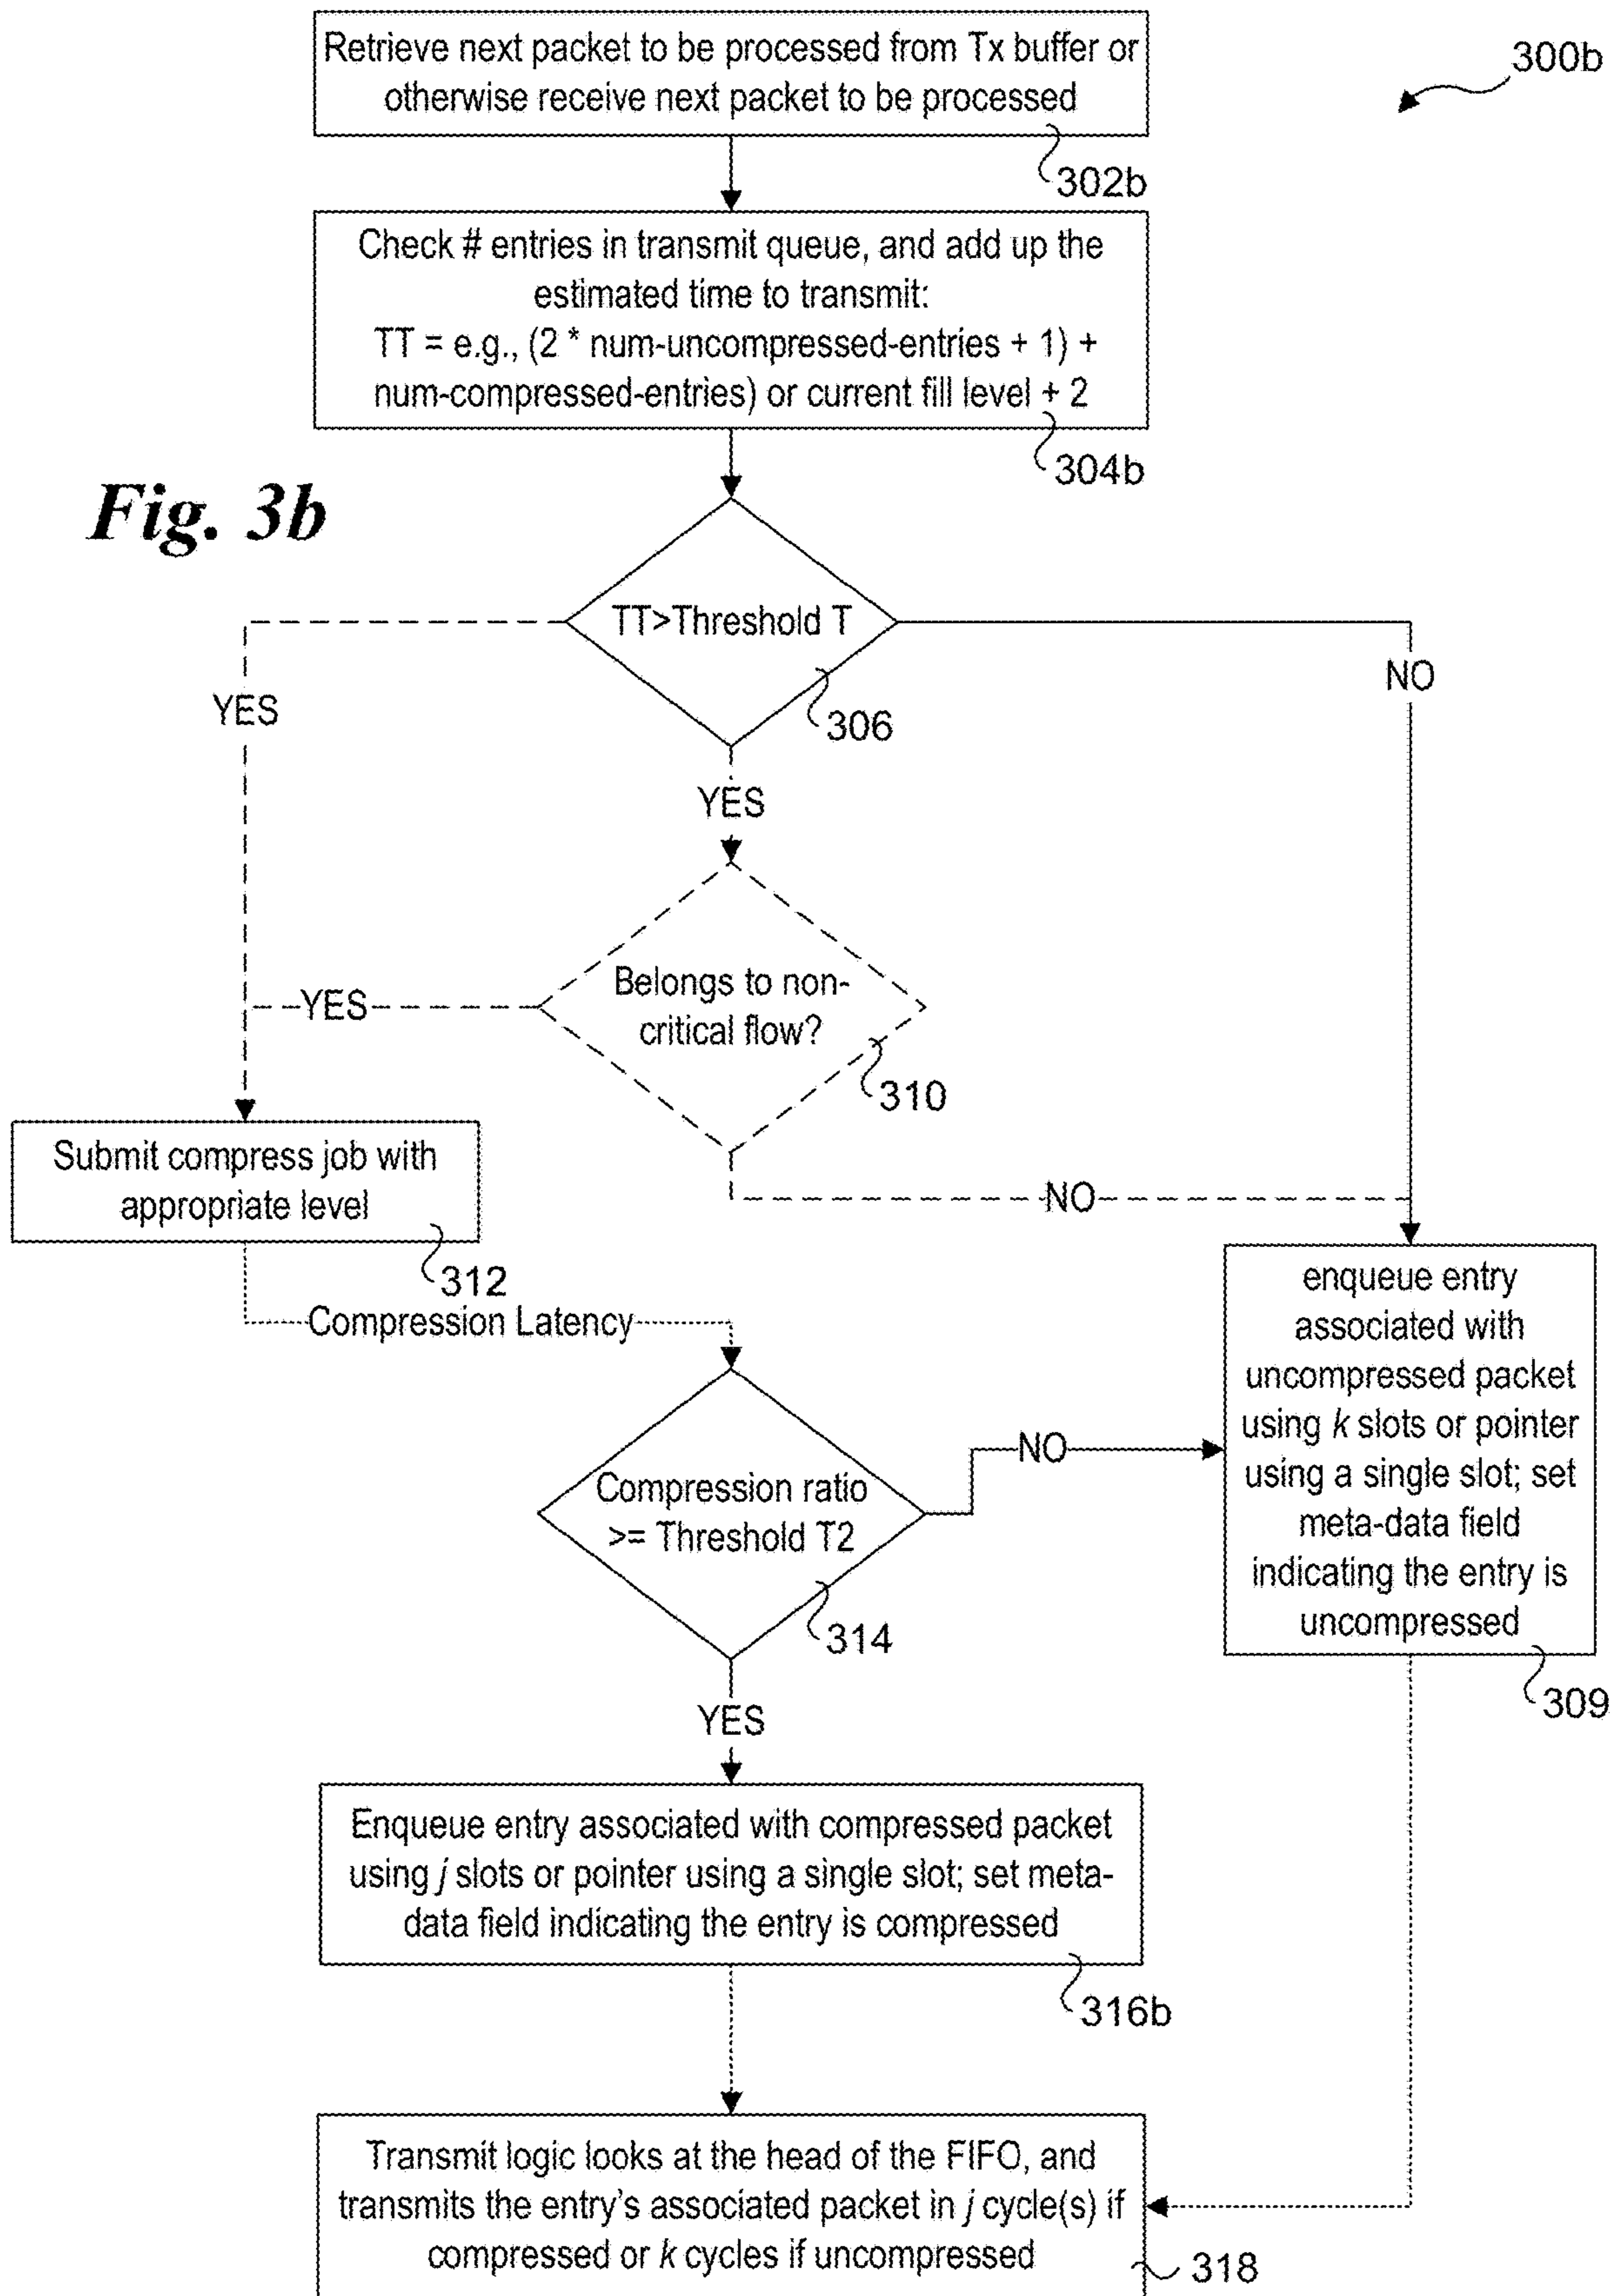 Retrieve next packet to be processed from Tx buffer or
otherwise receive next packet to be processed
300b
302b
Check # entries in transmit queue, and add up the
estimated time to transmit:
TT = e.g., (2 * num-uncompressed-entries + 1) +
num-compressed-entries) or current fill level + 2
304b
Fig. 3b
TT>Threshold T
306
YES
NO
YES
Belongs to non-
critical flow?
310
YES
NO
Submit compress job with
appropriate level
312
Compression Latency
enqueue entry
associated with
uncompressed packet
using k slots or pointer
using a single slot; set
meta-data field
indicating the entry is
uncompressed
309
Compression ratio
>= Threshold T2
314
NO
YES
Enqueue entry associated with compressed packet
using j slots or pointer using a single slot; set meta-
data field indicating the entry is compressed
316b
Transmit logic looks at the head of the FIFO, and
transmits the entry's associated packet in j cycle(s) if
compressed or k cycles if uncompressed
318